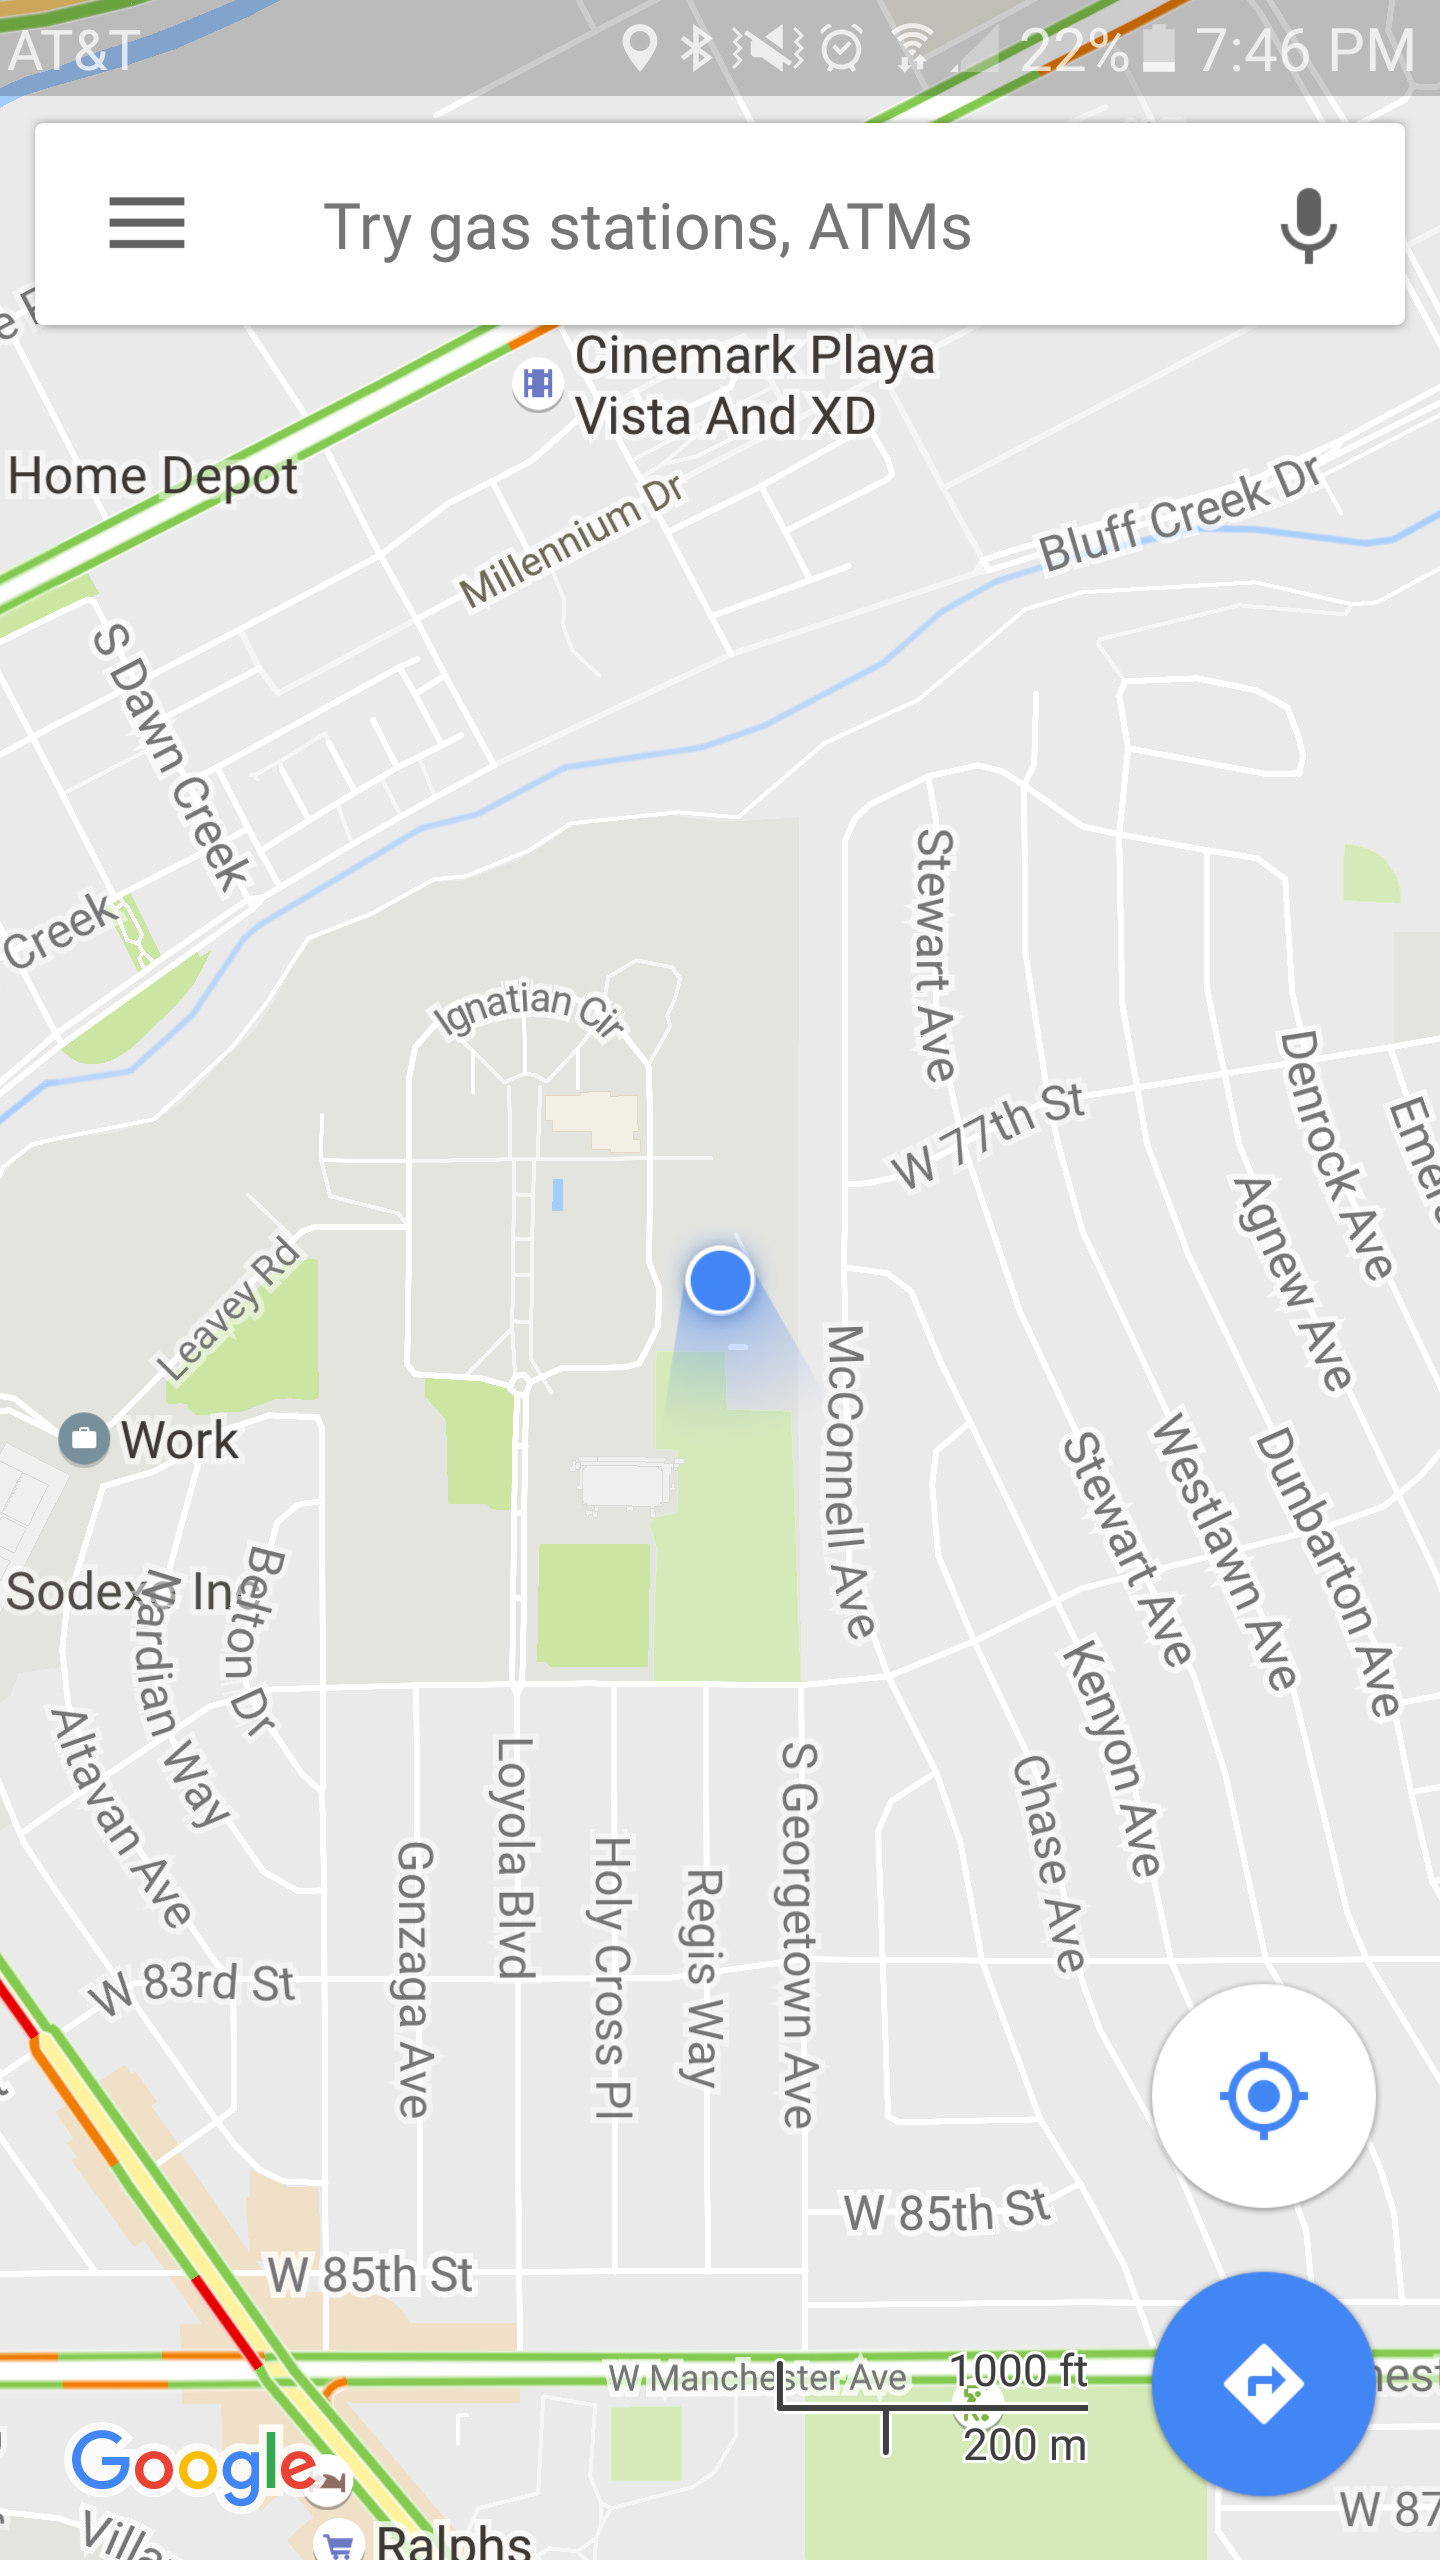 AT&T
22%
7:46 PM
Try gas stations, ATMs
Cinemark Playa
Vista And XD
Home Depot
Millennium Dr
Bluff Creek Dr
S Dawn Creek
Creek
Stewart Ave
Ignatian Cir
W 77th St
Denrock Ave
Agnew Ave
Leavey Rd
McConnell Ave
Work
Stewart Ave
Westlawn Ave
Dunbarton Ave
Belton Dr
Altavan Ave
Kenyon Ave
Loyola Blvd
S Georgetown Ave
Chase Ave
Gonzaga Ave
Holy Cross Pl
Regis Way
W 83rd St
W 85th St
W 85th St
W Manchester Ave
1000 ft
200 m
Google
W 87
Ralphs